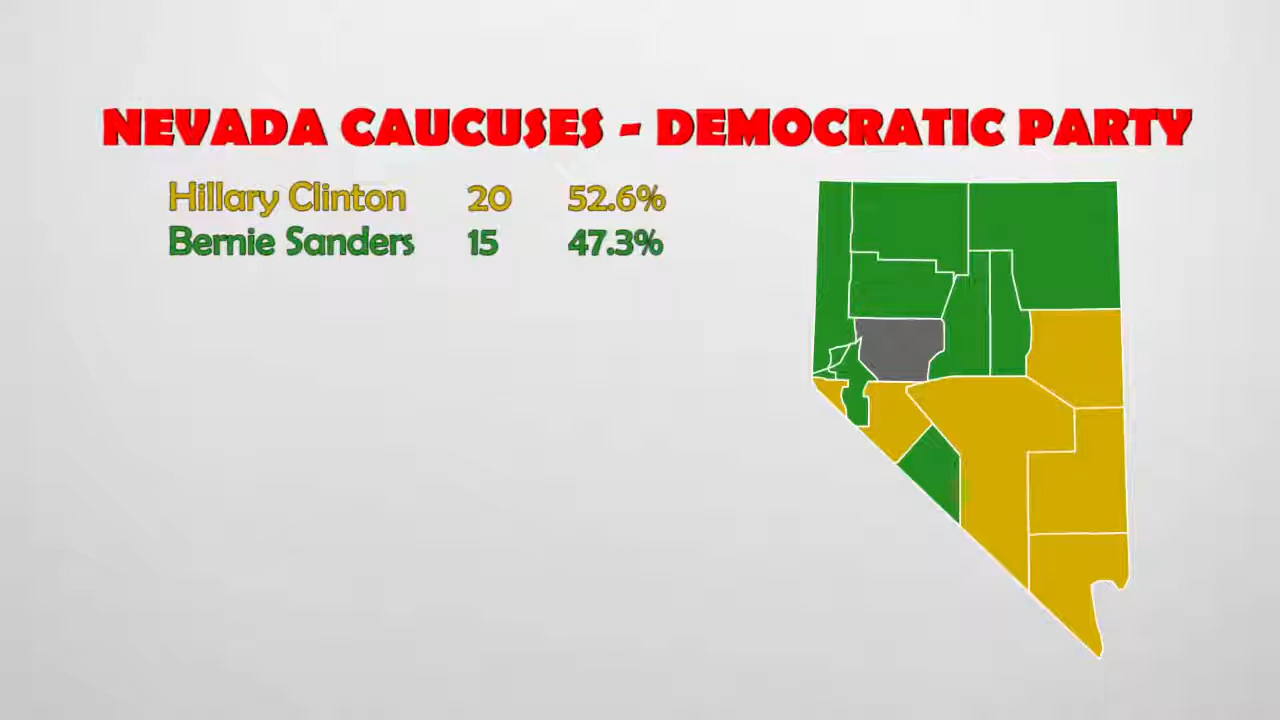 NEVADA CAUCUSES - DEMOCRATIC PARTY
Hillary Clinton 20 52.6%
Bernie Sanders 15 47.3%